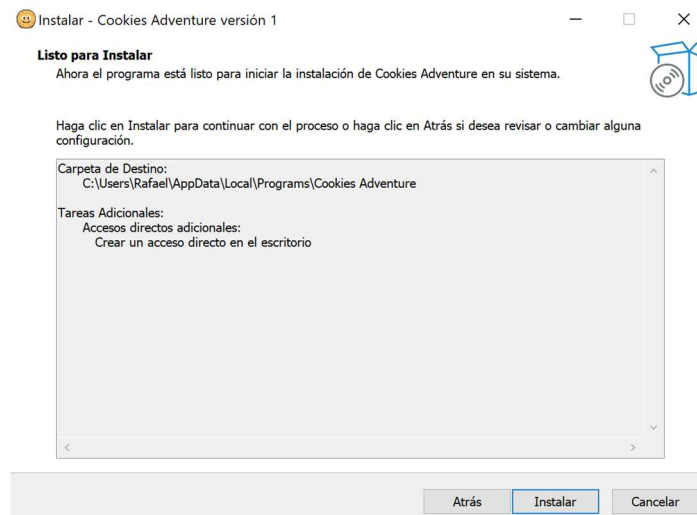 Instalar - Cookies Adventure versión 1
Listo para Instalar
Ahora el programa está listo para iniciar la instalación de Cookies Adventure en su sistema.
Haga clic en Instalar para continuar con el proceso o haga clic en Atrás si desea revisar o cambiar alguna
configuración.
Carpeta de Destino:
C:\Users\Rafael\AppData\Local\Programs\Cookies Adventure
Tareas Adicionales:
Accesos directos adicionales:
Crear un acceso directo en el escritorio
Atrás Instalar Cancelar